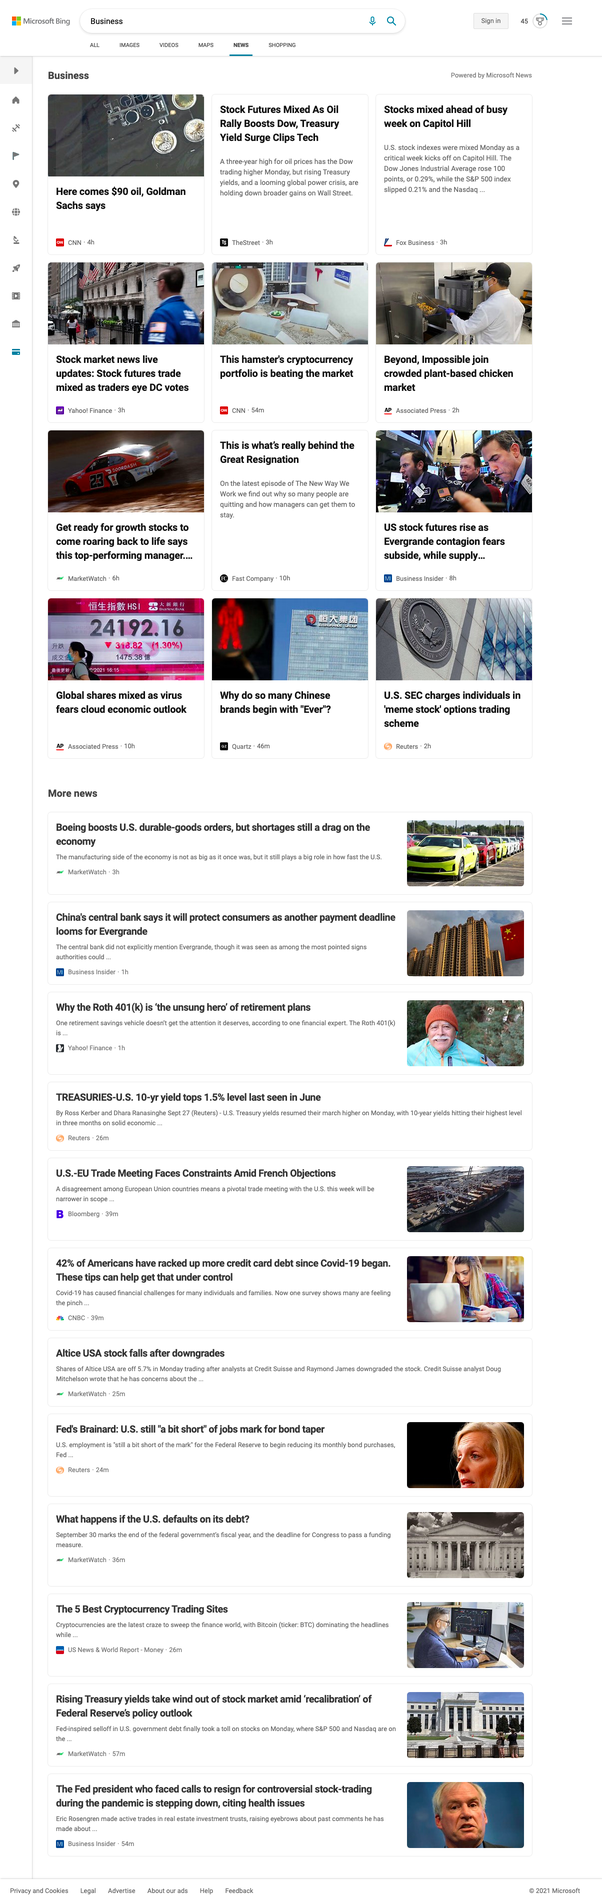 Microsoft Bing
Business
Sign in
45
ALL
IMAGES
VIDEOS
MAPS
NEWS
SHOPPING
Business
Powered by Microsoft News
Here comes $90 oil, Goldman
Sachs says
CNN · 4h
Stock Futures Mixed As Oil
Rally Boosts Dow, Treasury
Yield Surge Clips Tech
A three-year high for oil prices has the Dow
trading higher Monday, but rising Treasury
yields, and a looming global power crisis, are
holding down broader gains on Wall Street.
TheStreet · 3h
Stocks mixed ahead of busy
week on Capitol Hill
U.S. stock indexes were mixed Monday as a
critical week kicks off on Capitol Hill. The
Dow Jones Industrial Average rose 100
points, or 0.29%, while the S&P 500 index
slipped 0.21% and the Nasdaq ...
Fox Business · 3h
Stock market news live
updates: Stock futures trade
mixed as traders eye DC votes
Yahoo! Finance · 3h
This hamster's cryptocurrency
portfolio is beating the market
CNN · 54m
Beyond, Impossible join
crowded plant-based chicken
market
AP
Associated Press · 2h
23
DOORDASH
Get ready for growth stocks to
come roaring back to life says
this top-performing manager....
MarketWatch · 6h
This is what's really behind the
Great Resignation
On the latest episode of The New Way We
Work we find out why so many people are
quitting and how managers can get them to
stay.
Fast Company · 10h
US stock futures rise as
Evergrande contagion fears
subside, while supply...
Business Insider · 8h
恒生指數 HSI
24192.16
318.82 (1.30%)
1475.38
Global shares mixed as virus
fears cloud economic outlook
AP
Associated Press · 10h
恒大集团
Why do so many Chinese
brands begin with "Ever"?
Quartz · 46m
U.S. SEC charges individuals in
'meme stock' options trading
scheme
Reuters · 2h
More news
Boeing boosts U.S. durable-goods orders, but shortages still a drag on the
economy
The manufacturing side of the economy is not as big as it once was, but it still plays a big role in how fast the U.S.
MarketWatch · 3h
China's central bank says it will protect consumers as another payment deadline
looms for Evergrande
The central bank did not explicitly mention Evergrande, though it was seen as among the most pointed signs
authorities could ...
Business Insider · 1h
Why the Roth 401(k) is 'the unsung hero' of retirement plans
One retirement savings vehicle doesn't get the attention it deserves, according to one financial expert. The Roth 401(k)
is ...
Yahoo! Finance · 1h
TREASURIES-U.S. 10-yr yield tops 1.5% level last seen in June
By Ross Kerber and Dhara Ranasinghe Sept 27 (Reuters) - U.S. Treasury yields resumed their march higher on Monday, with 10-year yields hitting their highest level
in three months on solid economic ...
Reuters · 26m
U.S.-EU Trade Meeting Faces Constraints Amid French Objections
A disagreement among European Union countries means a pivotal trade meeting with the U.S. this week will be
narrower in scope ...
B
Bloomberg · 39m
42% of Americans have racked up more credit card debt since Covid-19 began.
These tips can help get that under control
Covid-19 has caused financial challenges for many individuals and families. Now one survey shows many are feeling
the pinch ...
CNBC · 39m
Altice USA stock falls after downgrades
Shares of Altice USA are off 5.7% in Monday trading after analysts at Credit Suisse and Raymond James downgraded the stock. Credit Suisse analyst Doug
Mitchelson wrote that he has concerns about the ...
MarketWatch · 25m
Fed's Brainard: U.S. still "a bit short" of jobs mark for bond taper
U.S. employment is "still a bit short of the mark" for the Federal Reserve to begin reducing its monthly bond purchases,
Fed ...
Reuters · 24m
What happens if the U.S. defaults on its debt?
September 30 marks the end of the federal government's fiscal year, and the deadline for Congress to pass a funding
measure.
MarketWatch · 36m
The 5 Best Cryptocurrency Trading Sites
Cryptocurrencies are the latest craze to sweep the finance world, with Bitcoin (ticker: BTC) dominating the headlines
while ...
US News & World Report - Money · 26m
Rising Treasury yields take wind out of stock market amid 'recalibration' of
Federal Reserve's policy outlook
Fed-inspired selloff in U.S. government debt finally took a toll on stocks on Monday, where S&P 500 and Nasdaq are on
the ...
MarketWatch · 57m
The Fed president who faced calls to resign for controversial stock-trading
during the pandemic is stepping down, citing health issues
Eric Rosengren made active trades in real estate investment trusts, raising eyebrows about past comments he has
made about ...
Business Insider · 54m
Privacy and Cookies
Legal
Advertise
About our ads
Help
Feedback
© 2021 Microsoft